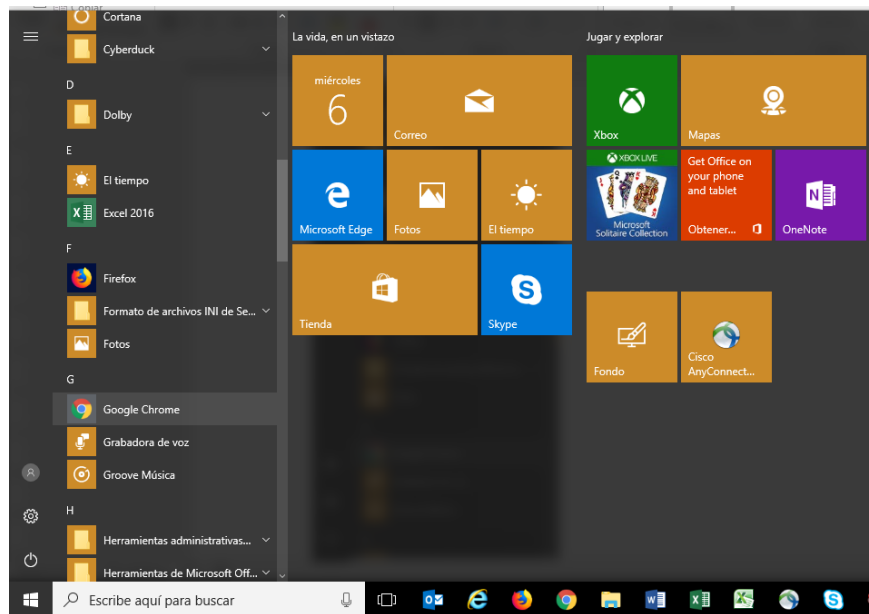 Copiar
Cortana
Cyberduck
D
Dolby
E
El tiempo
Excel 2016
F
Firefox
Formato de archivos INI de Se...
Fotos
G
Google Chrome
Grabadora de voz
Groove Música
H
Herramientas administrativas...
Herramientas de Microsoft Off...
Escribe aquí para buscar
La vida, en un vistazo
miércoles
6
Correo
Microsoft Edge
Fotos
El tiempo
Tienda
Skype
Jugar y explorar
Xbox
Mapas
XBOX LIVE
Microsoft
Solitaire Collection
Get Office on
your phone
and tablet
Obtener...
OneNote
Fondo
Cisco
AnyConnect...